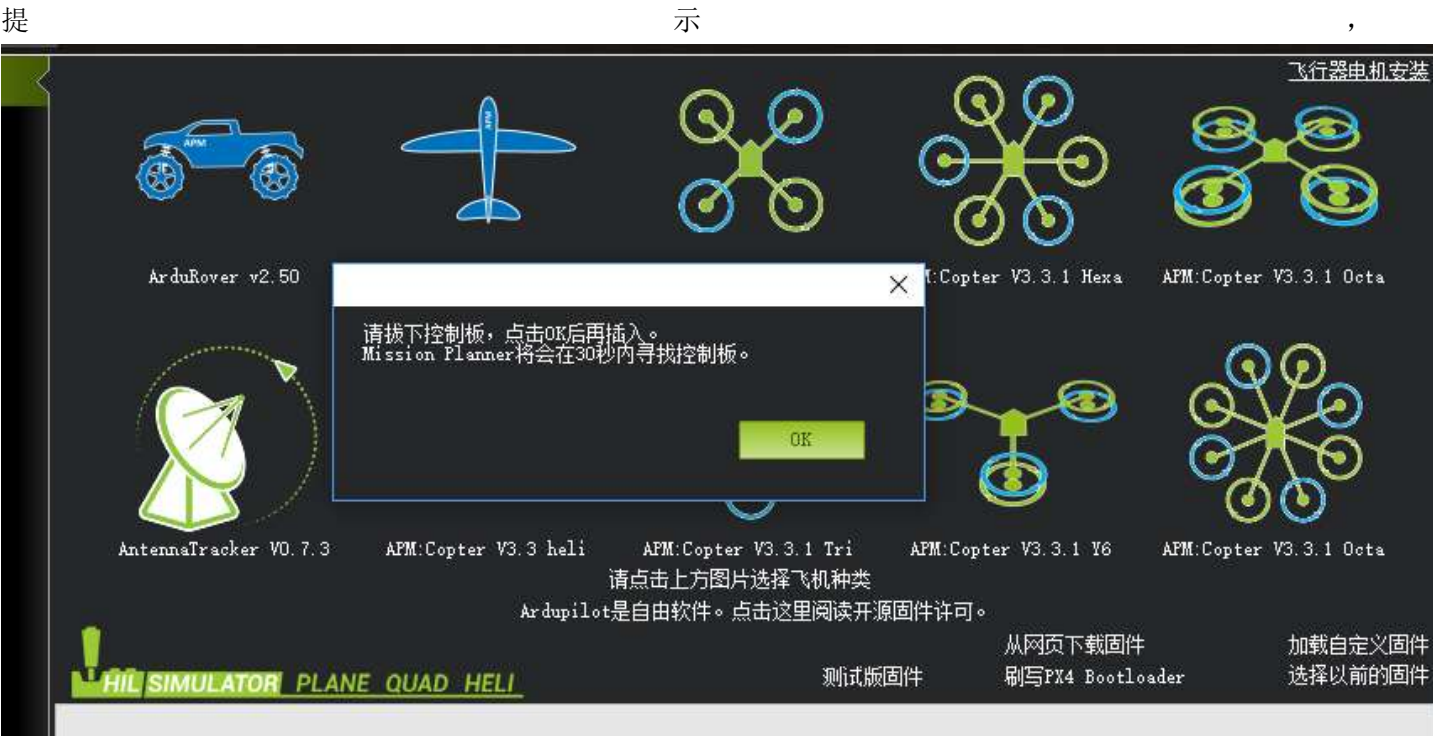 提示，
飞行器电机安装
APM
APM
ArduRover v2.50
Copter V3.3.1 Hexa
APM:Copter V3.3.1 Octa
请拔下控制板，点击OK后再插入。
Mission Planner将会在30秒内寻找控制板。
OK
AntennaTracker V0.7.3
APM:Copter V3.3 heli
APM:Copter V3.3.1 Tri
APM:Copter V3.3.1 Y6
APM:Copter V3.3.1 Octa
请点击上方图片选择飞机种类
Ardupilot是自由软件。点击这里阅读开源固件许可。
从网页下载固件
加载自定义固件
HIL SIMULATOR PLANE QUAD HELI
测试版固件
刷写PX4 Bootloader
选择以前的固件